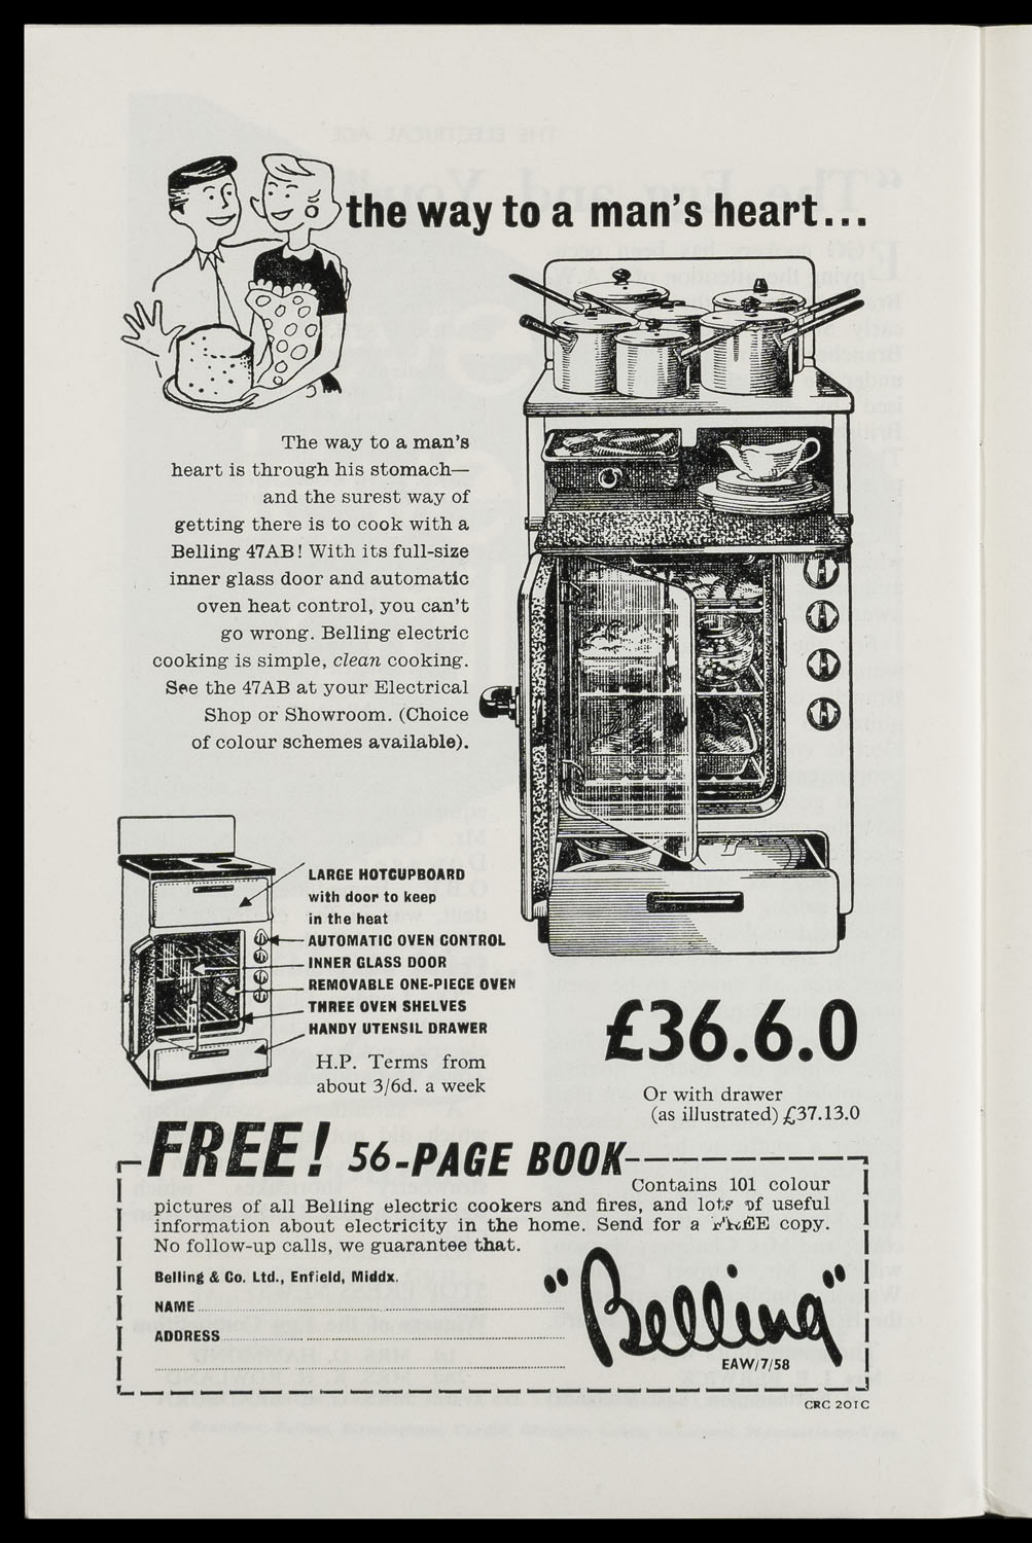 the way to a man's heart...
The way to a man's
heart is through his stomach—
and the surest way of
getting there is to cook with a
Belling 47AB! With its full-size
inner glass door and automatic
oven heat control, you can't
go wrong. Belling electric
cooking is simple, clean cooking.
See the 47AB at your Electrical
Shop or Showroom. (Choice
of colour schemes available).
LARGE HOTCUPBOARD
with door to keep
in the heat
AUTOMATIC OVEN CONTROL
INNER GLASS DOOR
REMOVABLE ONE-PIECE OVEN
THREE OVEN SHELVES
HANDY UTENSIL DRAWER
H.P. Terms from
about 3/6d. a week
£36.6.0
Or with drawer
(as illustrated) £37.13.0
FREE! 56-PAGE BOOK
Contains 101 colour
pictures of all Belling electric cookers and fires, and lots of useful
information about electricity in the home. Send for a FREE copy.
No follow-up calls, we guarantee that.
Belling & Co. Ltd., Enfield, Middx.
NAME
ADDRESS
"Belling"
EAW/7/58
CRC 201C